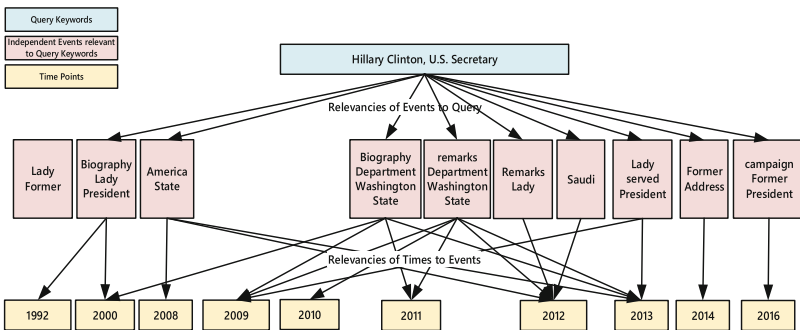 Query Keywords
Independent Events relevant
to Query Keywords
Time Points
Hillary Clinton, U.S. Secretary
Relevancies of Events to Query
Lady
Former
Biography
Lady
President
America
State
Biography
Department
Washington
State
remarks
Department
Washington
State
Remarks
Lady
Saudi
Lady
served
President
Former
Address
campaign
Former
President
Relevancies of Times to Events
1992
2000
2008
2009
2010
2011
2012
2013
2014
2016